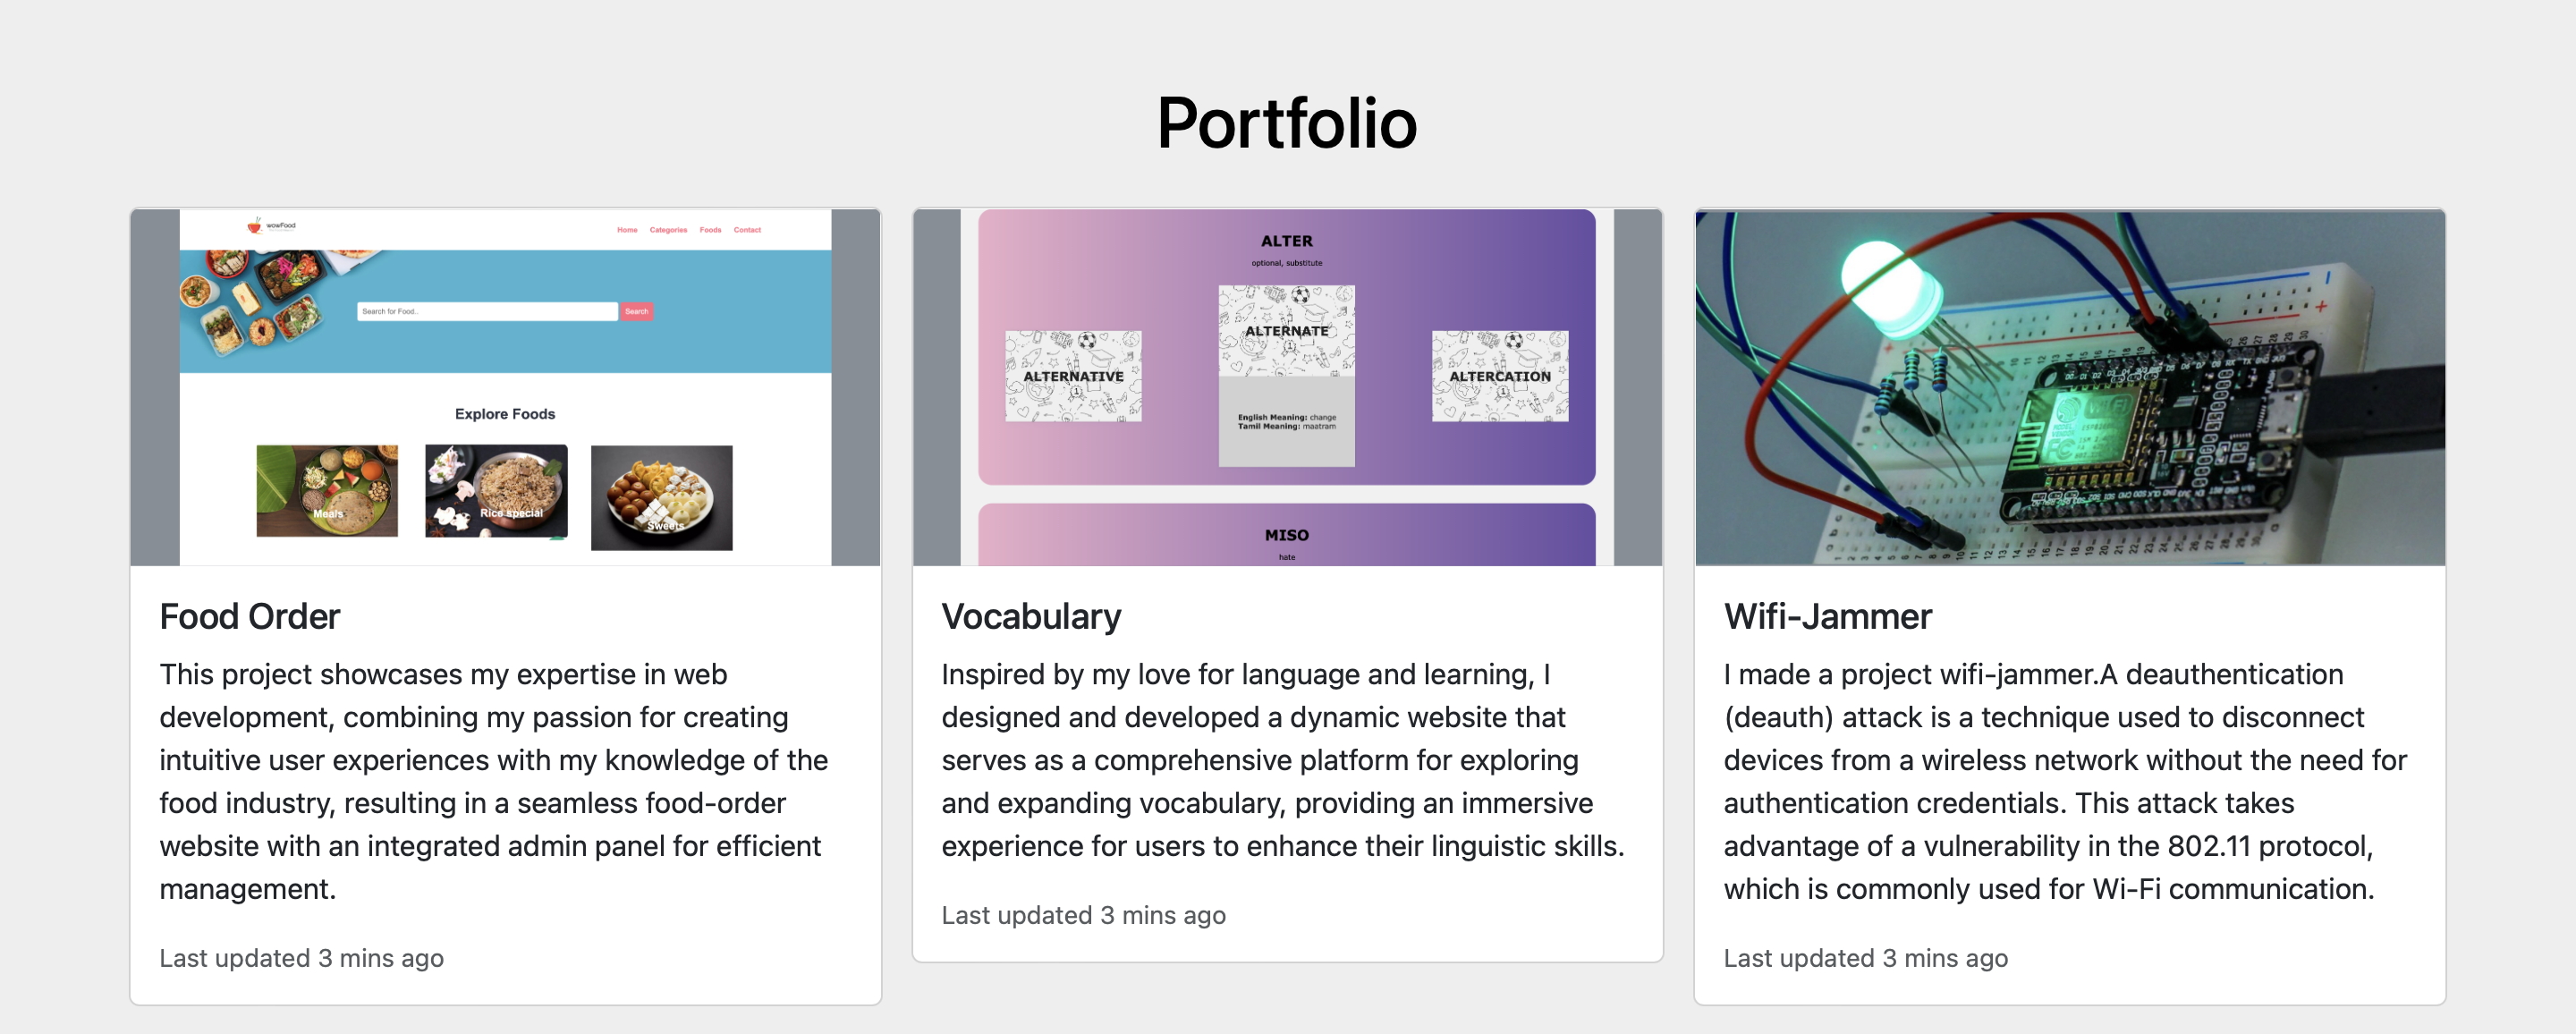 Portfolio
wowFood
Home Categories Foods Contact
Search for Food.. Search
Explore Foods
Meals
Rice special
Sweets
Food Order
This project showcases my expertise in web
development, combining my passion for creating
intuitive user experiences with my knowledge of the
food industry, resulting in a seamless food-order
website with an integrated admin panel for efficient
management.
Last updated 3 mins ago
ALTER
optional, substitute
ALTERNATIVE
1
ALTERNATE
1
English Meaning: change
Tamil Meaning: maatram
ALTERCATION
1
MISO
hate
Vocabulary
Inspired by my love for language and learning, I
designed and developed a dynamic website that
serves as a comprehensive platform for exploring
and expanding vocabulary, providing an immersive
experience for users to enhance their linguistic skills.
Last updated 3 mins ago
Wifi-Jammer
I made a project wifi-jammer.A deauthentication
(deauth) attack is a technique used to disconnect
devices from a wireless network without the need for
authentication credentials. This attack takes
advantage of a vulnerability in the 802.11 protocol,
which is commonly used for Wi-Fi communication.
Last updated 3 mins ago